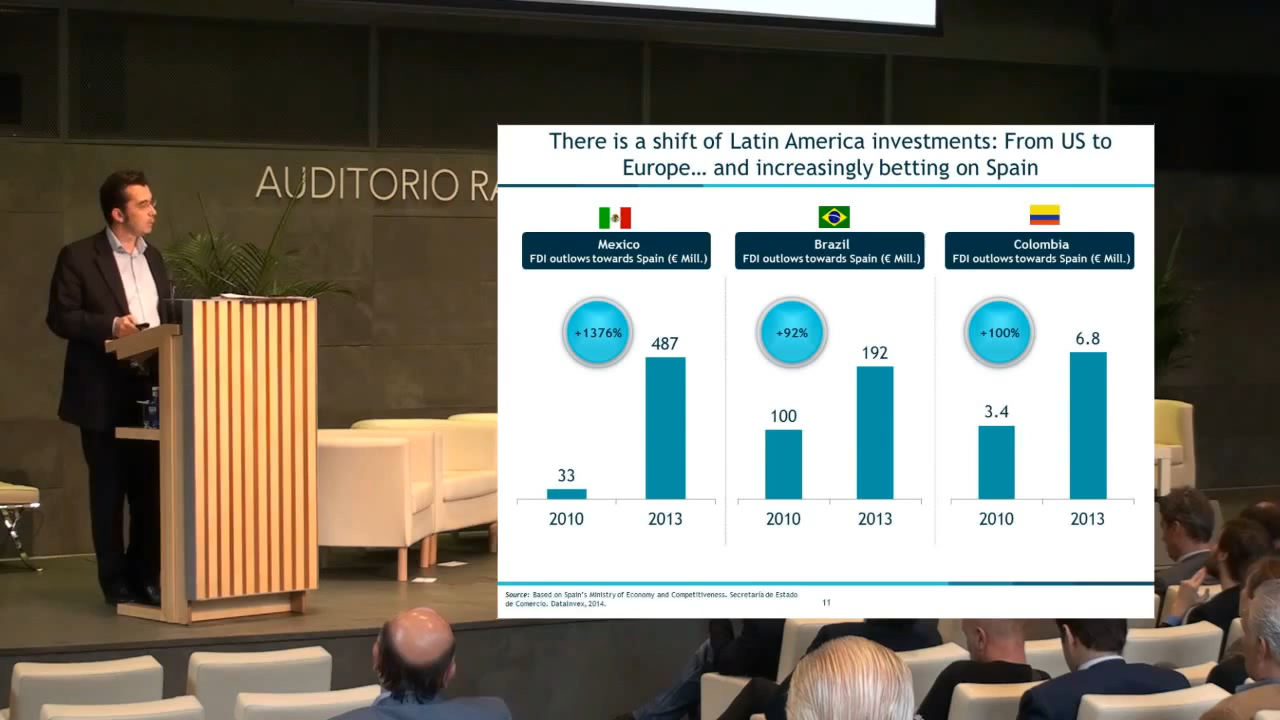 AUDITORIO RA
There is a shift of Latin America investments: From US to
Europe... and increasingly betting on Spain
Mexico
FDI outlows towards Spain (€ Mill.)
Brazil
FDI outlows towards Spain (€ Mill.)
Colombia
FDI outlows towards Spain (€ Mill.)
+1376%
33
487
2010
2013
+92%
100
192
2010
2013
+100%
3.4
6.8
2010
2013
Source: Based on Spain's Ministry of Economy and Competitiveness. Secretaría de Estado
de Comercio. DataInvex, 2014.
11